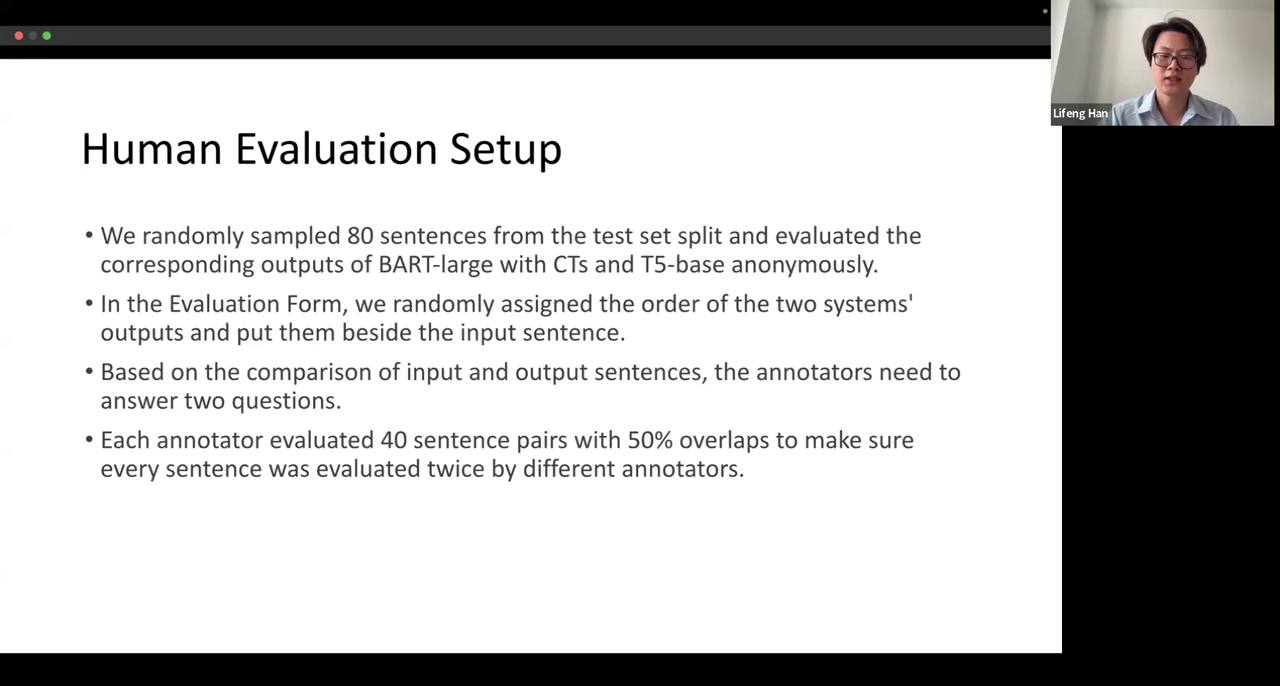 Lifeng Han
Human Evaluation Setup
• We randomly sampled 80 sentences from the test set split and evaluated the
corresponding outputs of BART-large with CTs and T5-base anonymously.
• In the Evaluation Form, we randomly assigned the order of the two systems'
outputs and put them beside the input sentence.
• Based on the comparison of input and output sentences, the annotators need to
answer two questions.
• Each annotator evaluated 40 sentence pairs with 50% overlaps to make sure
every sentence was evaluated twice by different annotators.